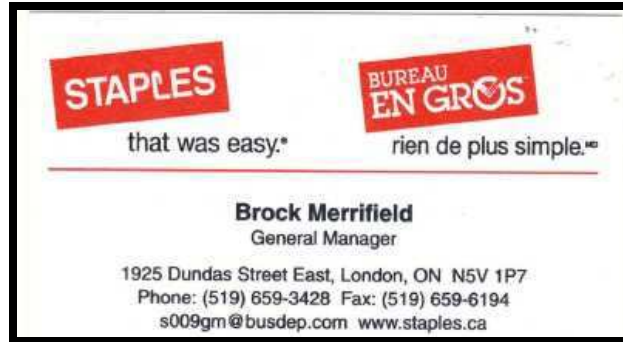 STAPLES
that was easy.®
BUREAU
EN GROS
rien de plus simple.MD
Brock Merrifield
General Manager
1925 Dundas Street East, London, ON N5V 1P7
Phone: (519) 659-3428 Fax: (519) 659-6194
s009gm@busdep.com www.staples.ca